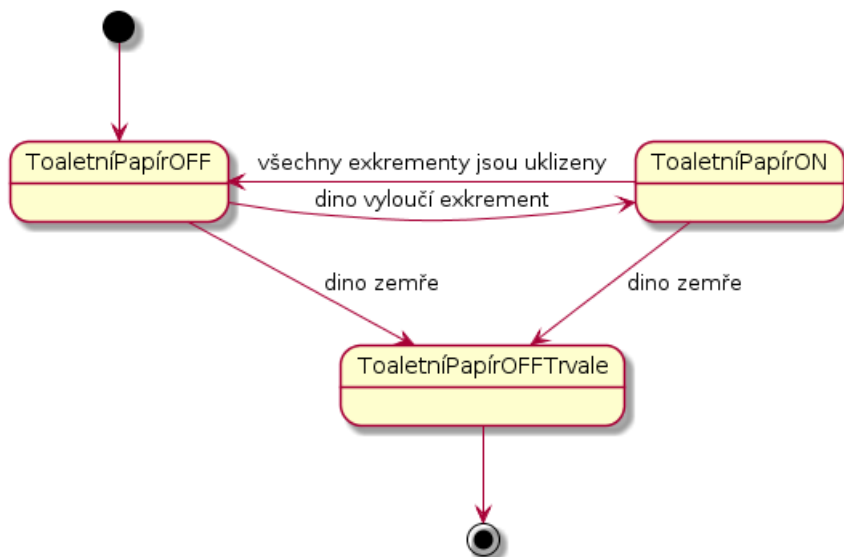 ToaletníPapírOFF
všechny exkrementy jsou uklizeny
ToaletníPapírON
dino vyloučí exkrement
dino zemře
dino zemře
ToaletníPapírOFFTrvale